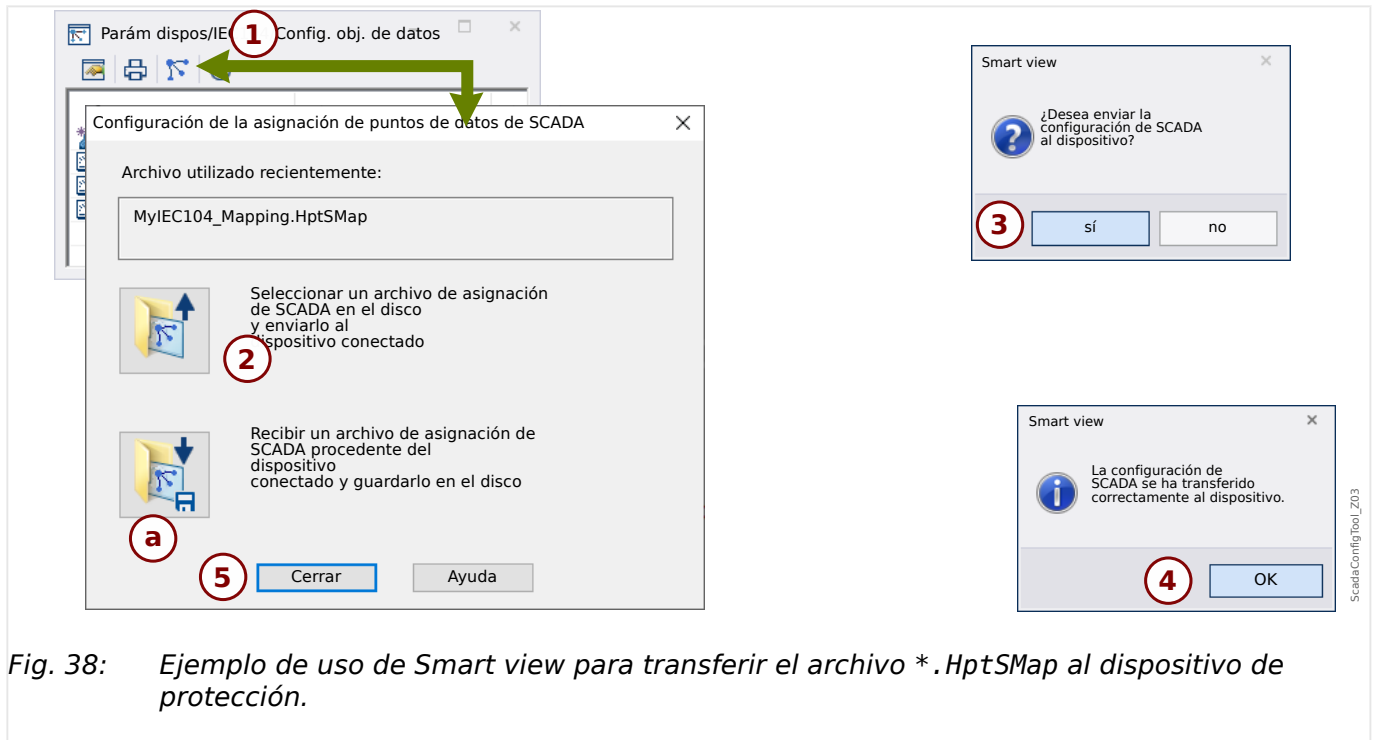 Parám dispos/IE
1
Config. obj. de datos
Configuración de la asignación de puntos de datos de SCADA
Archivo utilizado recientemente:
MyIEC104_Mapping.HptSMap
Seleccionar un archivo de asignación
de SCADA en el disco
y enviarlo al
dispositivo conectado
2
Recibir un archivo de asignación de
SCADA procedente del
dispositivo
conectado y guardarlo en el disco
a
5
Cerrar
Ayuda
Smart view
¿Desea enviar la
configuración de SCADA
al dispositivo?
3
sí
no
Smart view
La configuración de
SCADA se ha transferido
correctamente al dispositivo.
4
OK
ScadaConfigTool_Z03
Fig. 38: Ejemplo de uso de Smart view para transferir el archivo *.HptSMap al dispositivo de
protección.